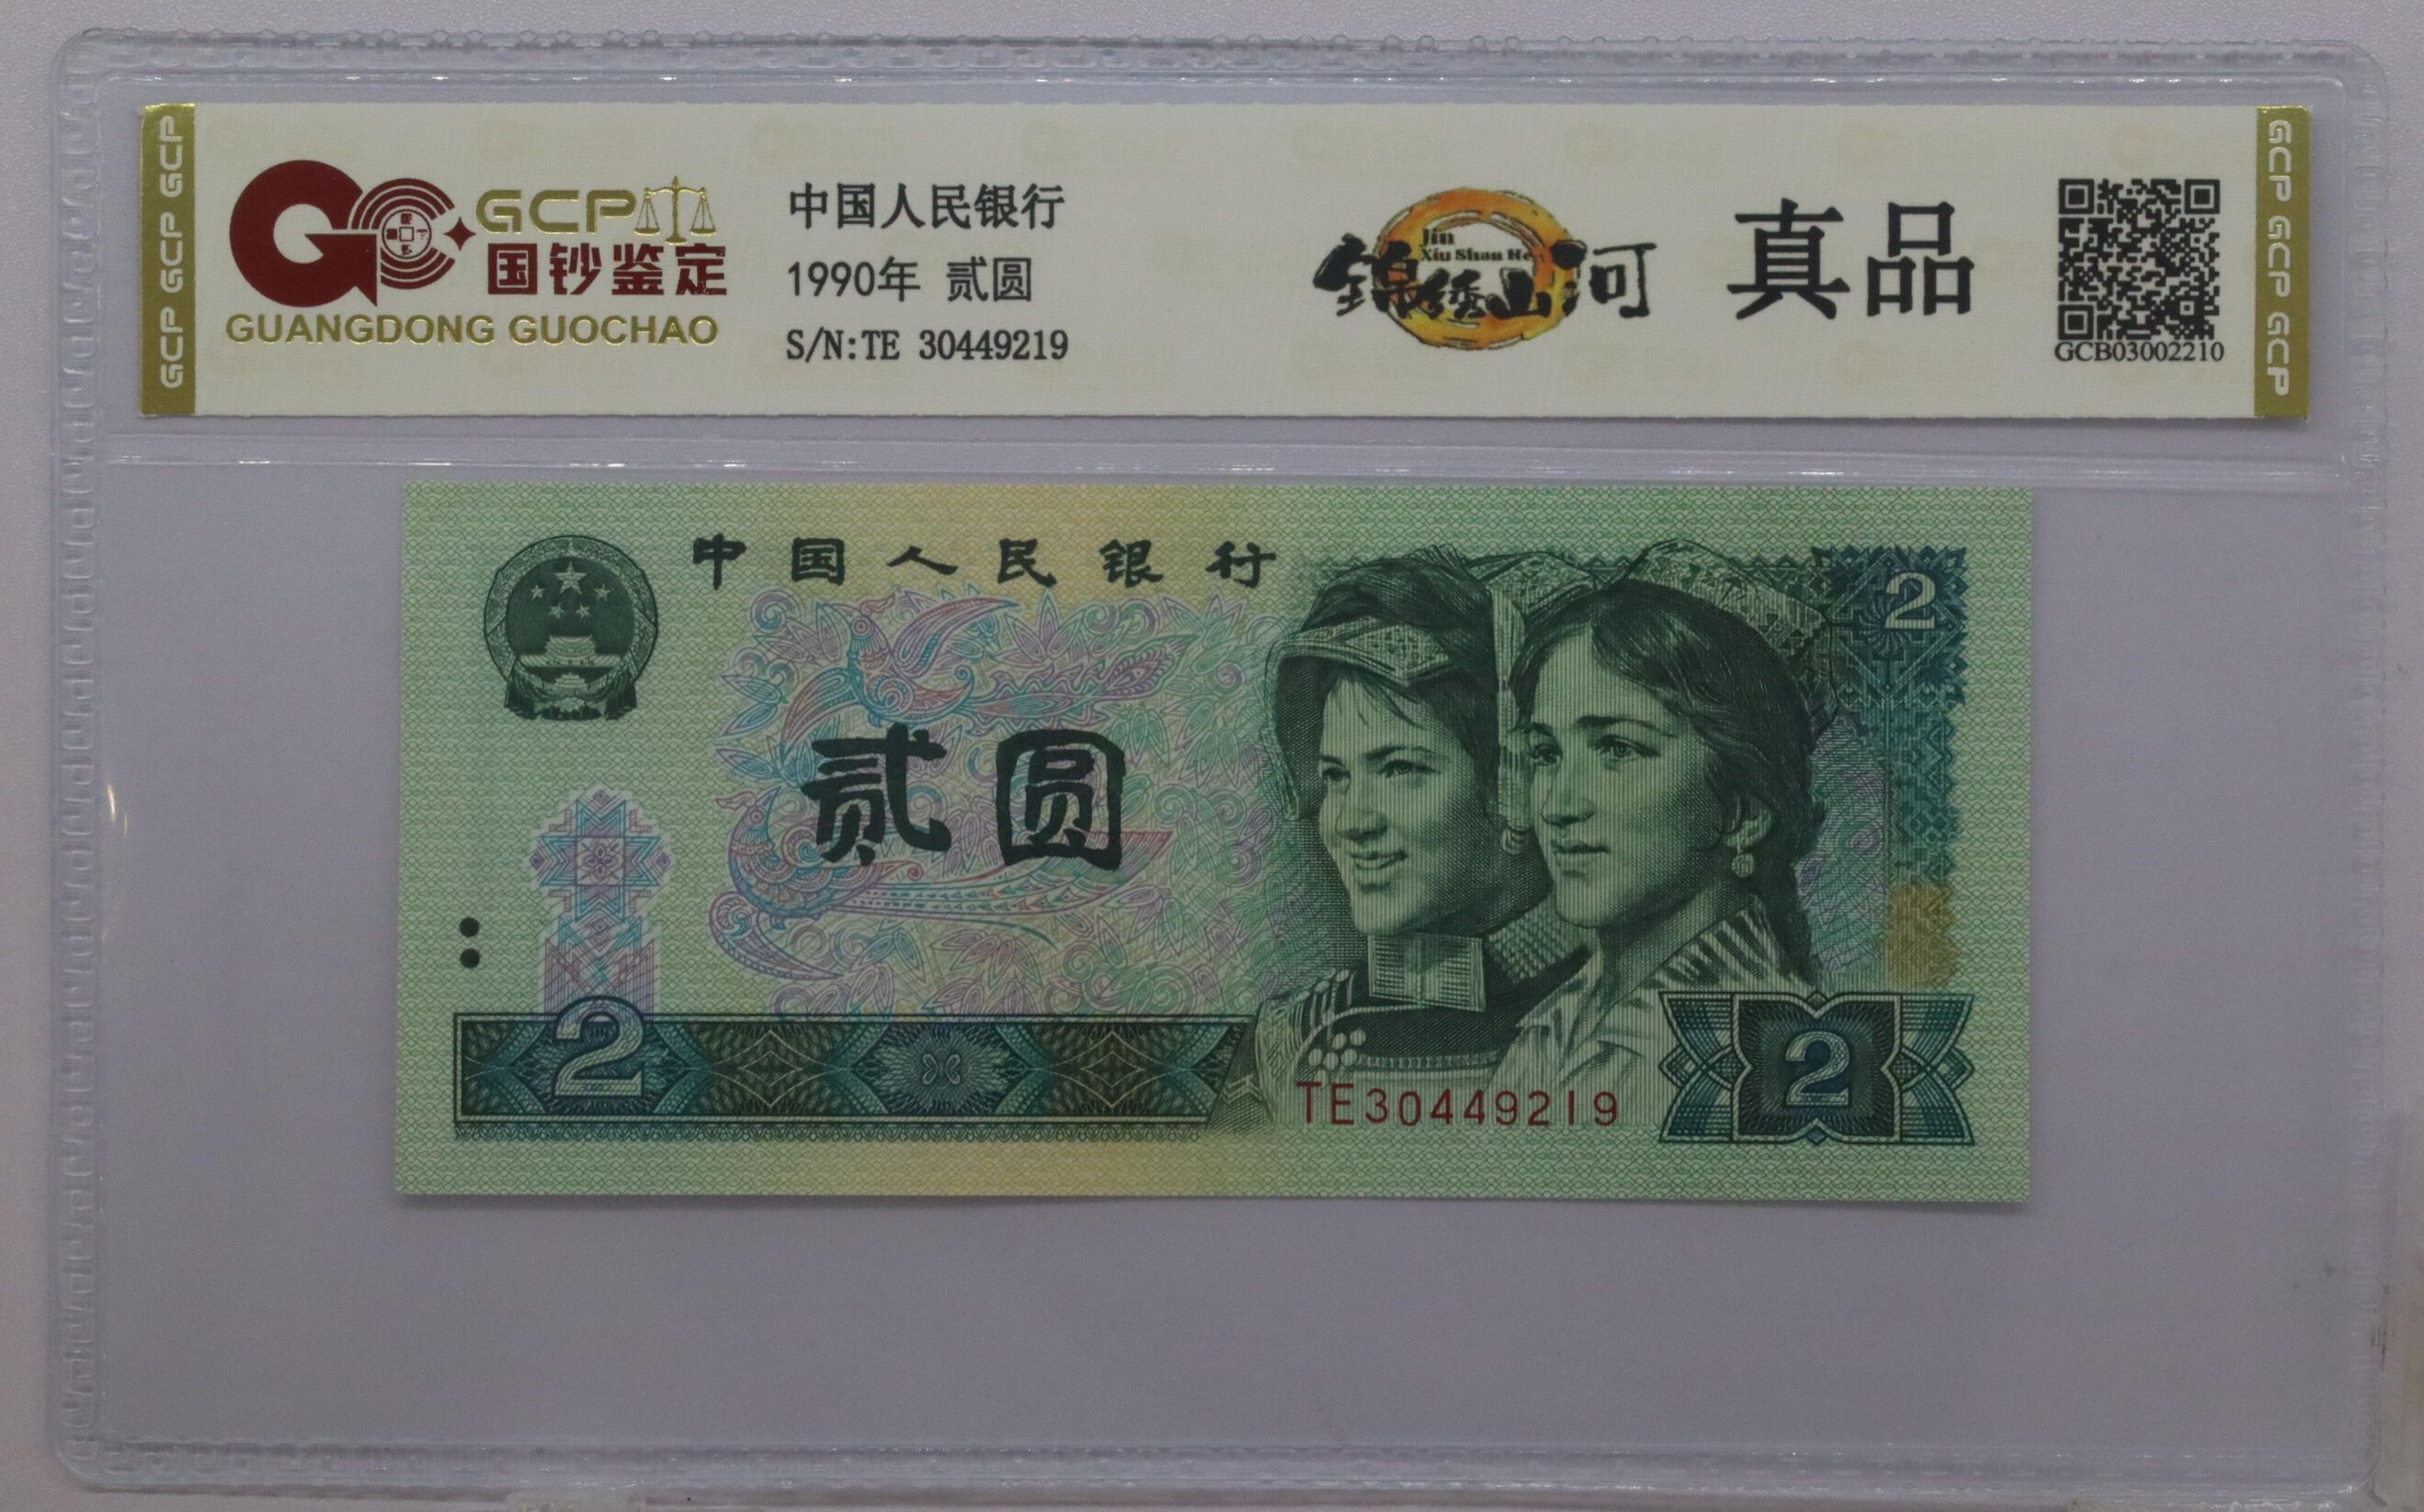 GCP GCP GCP
GCP
国钞鉴定
GUANGDONG GUOCHAO
中国人民银行
1990年 贰圆
S/N:TE 30449219
Jin
Xiu Shan He
锦绣山河
真品
GCB03002210
GCP GCP GCP
中国人民银行
2
贰圆
2
2
TE30449219